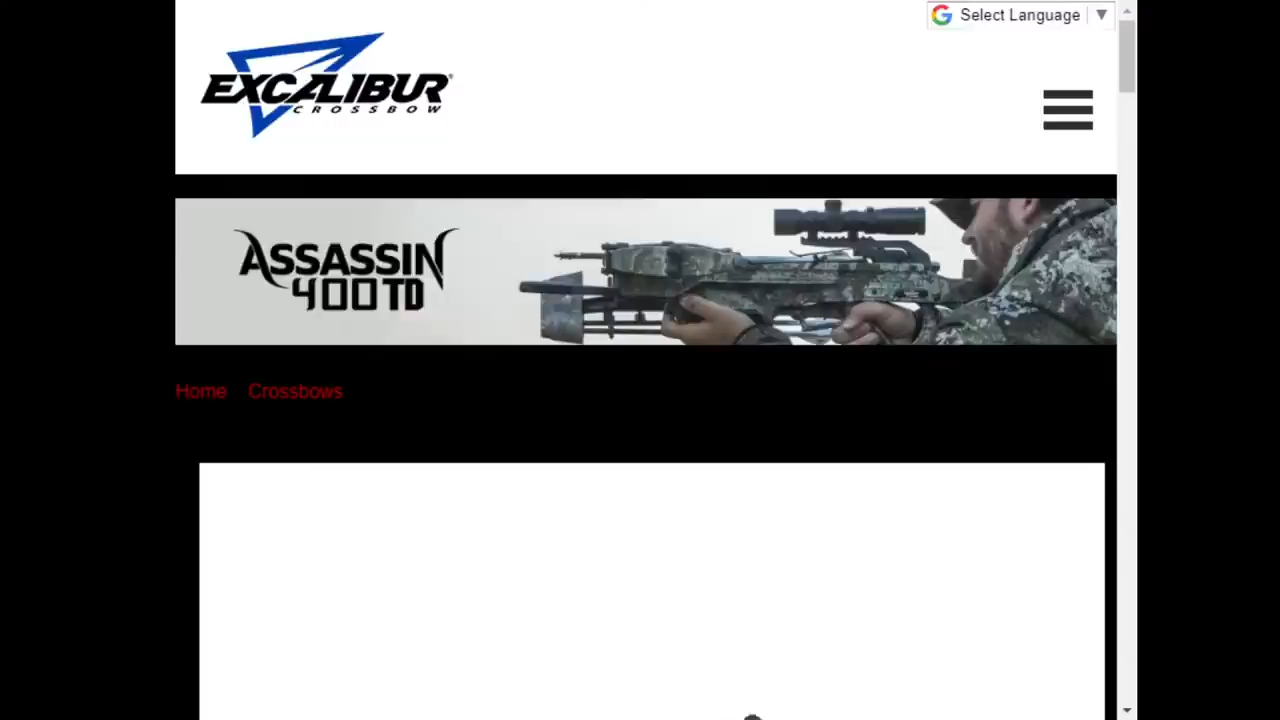 Select Language ▼
EXCALIBUR®
CROSSBOW
ASSASSIN
400TD
Home Crossbows